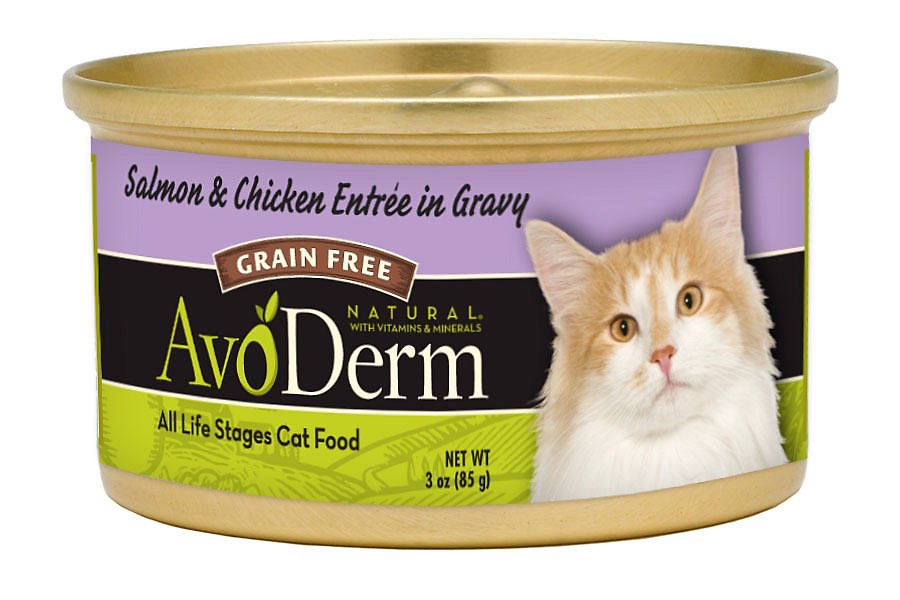 Salmon & Chicken Entrée in Gravy
GRAIN FREE
NATURAL®
WITH VITAMINS & MINERALS
AvoDerm
All Life Stages Cat Food
NET WT
3 oz (85 g)